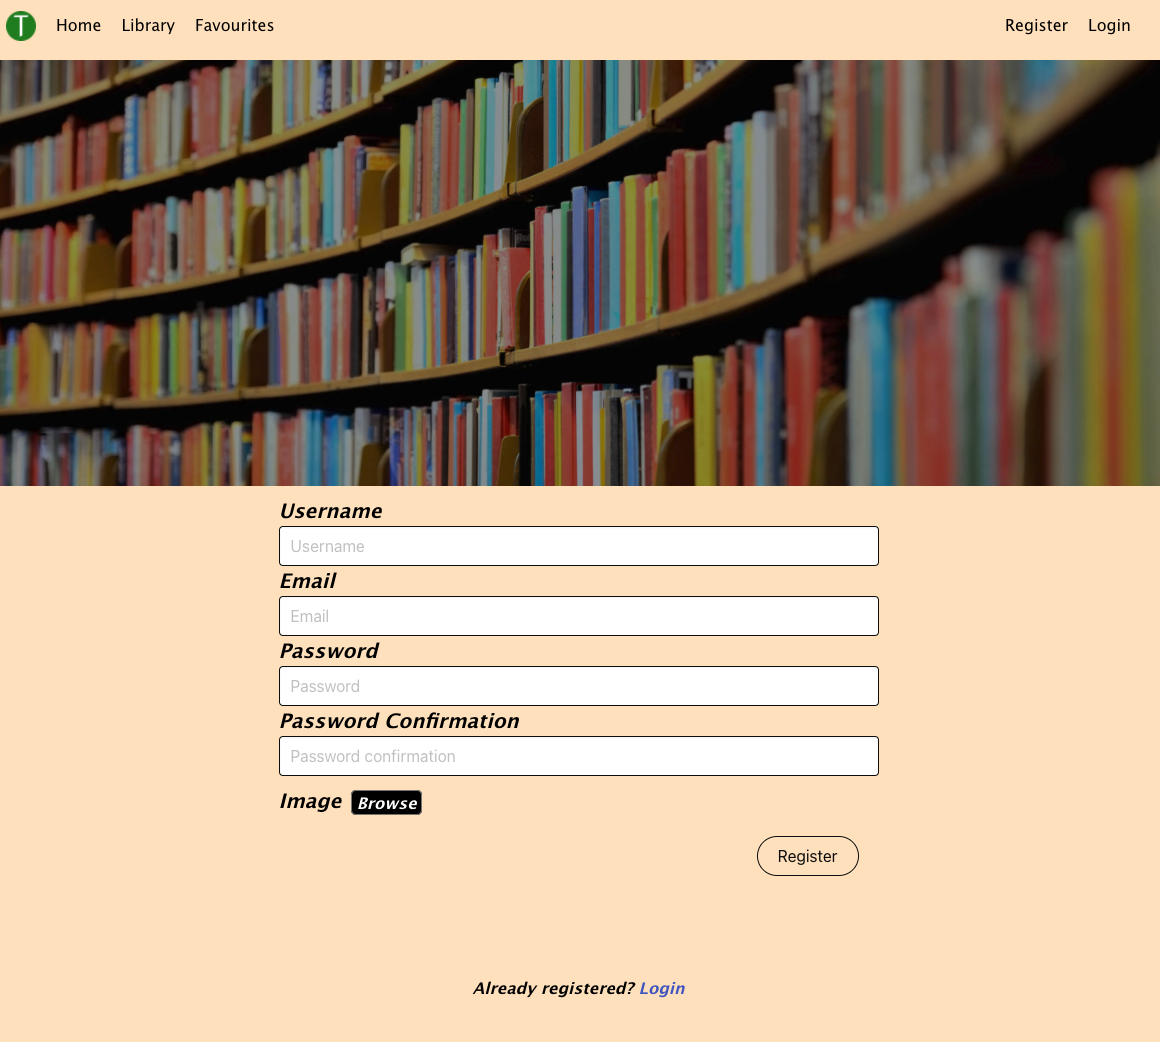 T Home Library Favourites Register Login
Username
Username
Email
Email
Password
Password
Password Confirmation
Password confirmation
Image Browse
Register
Already registered? Login